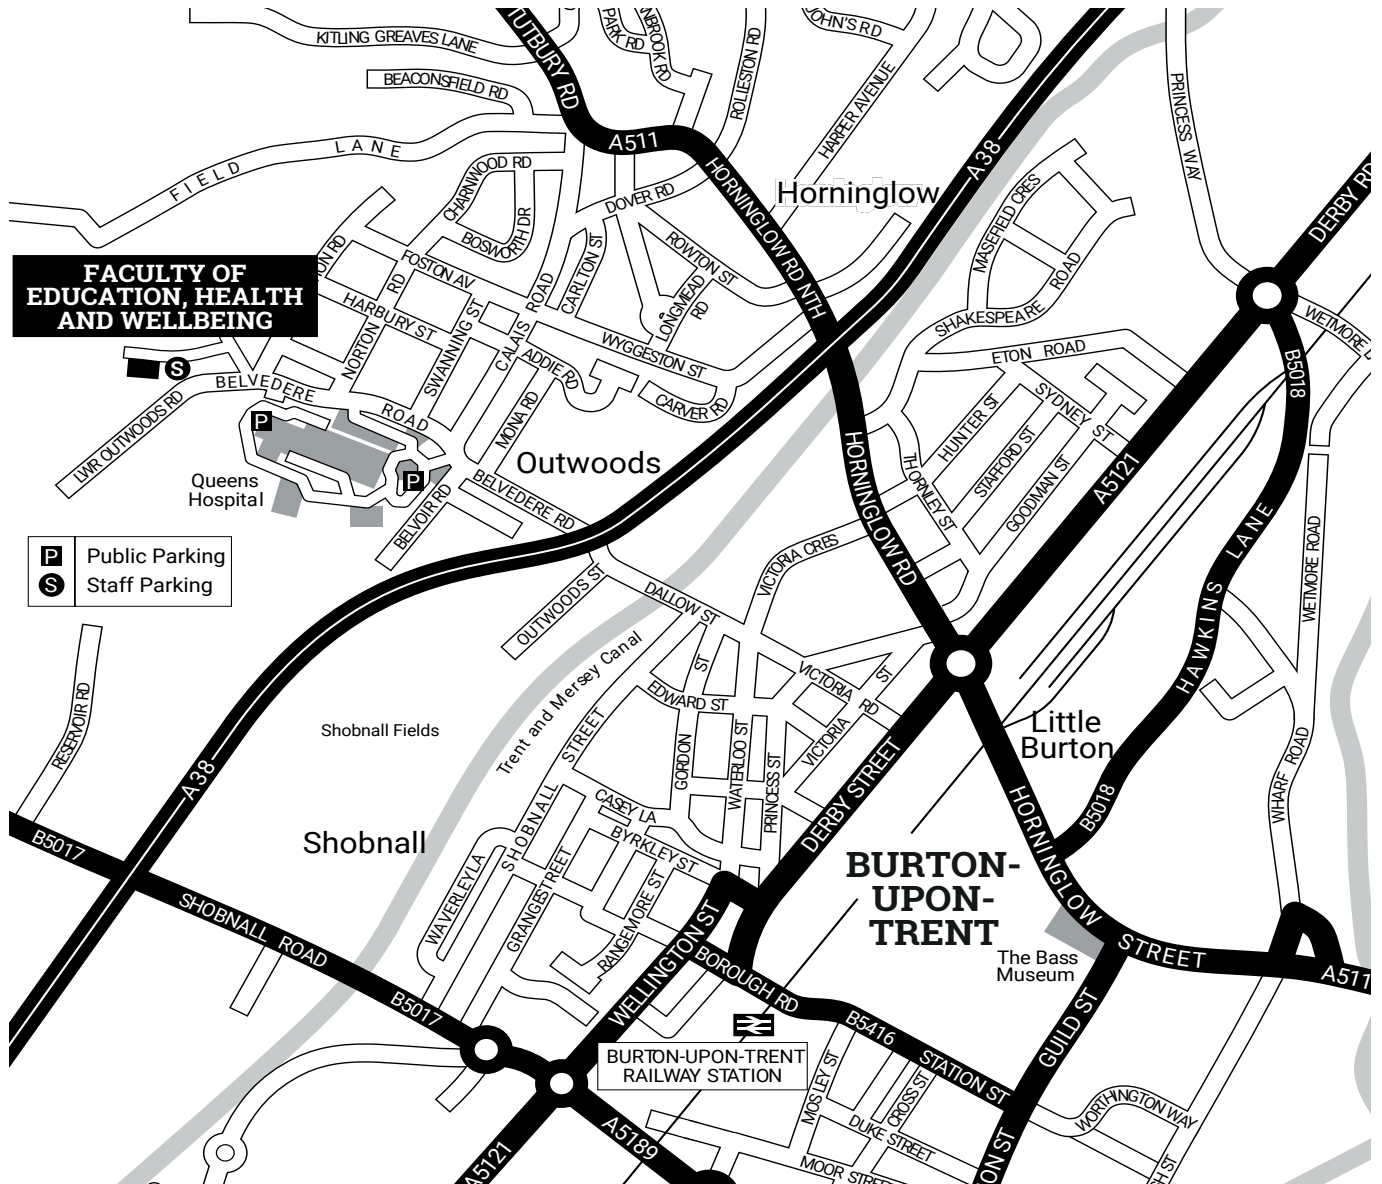 KITLING GREAVES LANE
BEACONSFIELD RD
TUTBURY RD
PARK RD
ROLLESTON RD
HARPER AVENUE
PRINCESS WAY
A511
A38
FIELD LANE
CHARNWOOD RD
BOSWORTH DR
DOVER RD
HORNINGLOW RD NTH
Horninglow
MASEFIELD CRES
DERBY RD
FACULTY OF
EDUCATION, HEALTH
AND WELLBEING
FOSTON AV
CARLTON ST
ROWTON ST
LONGMEAD
RD
ROAD
SHAKESPEARE
HARBURY ST
NORTON RD
SWANNING ST
CALAIS ROAD
ADDIE RD
WYGGESTON ST
CARVER RD
ETON ROAD
SYDNEY ST
B5018
S
BELVEDERE ROAD
LWR OUTWOODS RD
P
P
MONA RD
Outwoods
HUNTER ST
STAFFORD ST
GOODMAN ST
THORNLEY ST
A5121
Queens
Hospital
BELVEDERE RD
BELVOIR RD
HORNINGLOW RD
HAWKINS LANE
WETMORE ROAD
P Public Parking
S Staff Parking
VICTORIA CRES
OUTWOODS ST
DALLOW ST
Trent and Mersey Canal
ST
EDWARD ST
VICTORIA RD
ST
VICTORIA
RESERVOIR RD
Shobnall Fields
GORDON
WATERLOO ST
PRINCESS ST
Little
Burton
A38
SHOBNALL STREET
CASEY LA
DERBY STREET
B5018
WHARF ROAD
B5017
Shobnall
BYRKLEY ST
WAVERLEY LA
GRANGE STREET
RANGEMORE ST
BURTON-
UPON-
TRENT
HORNINGLOW STREET
SHOBNALL ROAD
WELLINGTON ST
The Bass
Museum
A511
B5017
BOROUGH RD
B5416
STATION ST
GUILD ST
BURTON-UPON-TRENT
RAILWAY STATION
MOSLEY ST
CROSS ST
DUKE STREET
WORTHINGTON WAY
A5121
A5189